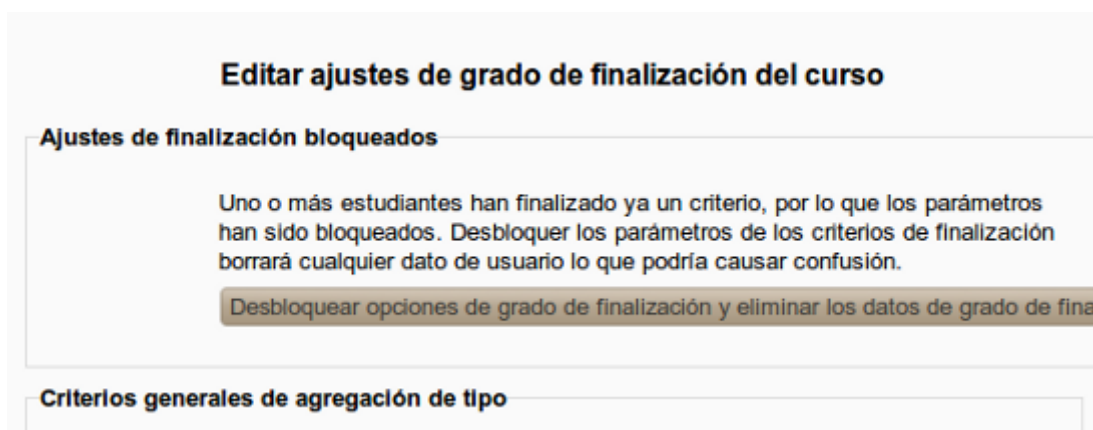 Editar ajustes de grado de finalización del curso
Ajustes de finalización bloqueados
Uno o más estudiantes han finalizado ya un criterio, por lo que los parámetros
han sido bloqueados. Desbloquer los parámetros de los criterios de finalización
borrará cualquier dato de usuario lo que podría causar confusión.
Desbloquear opciones de grado de finalización y eliminar los datos de grado de fina
Criterios generales de agregación de tipo